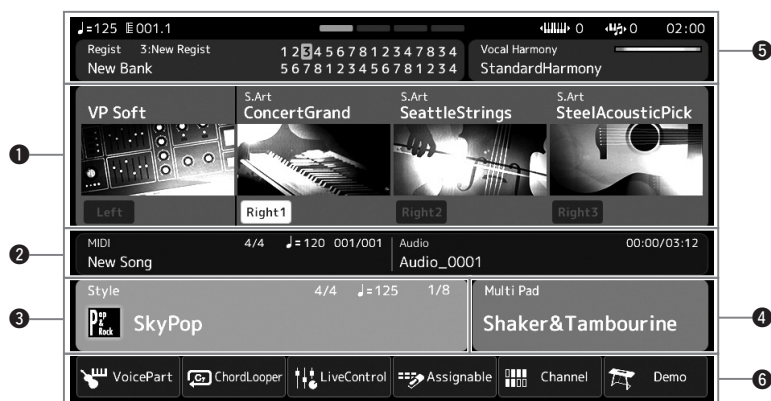 ♩=125 001.1 0 0 02:00
Regist 3:New Regist 1 2 3 4 5 6 7 8 1 2 3 4 7 8 3 4 Vocal Harmony
New Bank 5 6 7 8 1 2 3 4 5 6 7 8 1 2 3 4 StandardHarmony
5
S.Art S.Art S.Art
VP Soft ConcertGrand SeattleStrings SteelAcousticPick
1
Left Right1 Right2 Right3
MIDI 4/4 ♩=120 001/001 Audio 00:00/03:12
2
New Song Audio_0001
Style 4/4 ♩=125 1/8 Multi Pad
3
Pop & Rock SkyPop Shaker&Tambourine
4
VoicePart C7 ChordLooper LiveControl Assignable Channel Demo
6